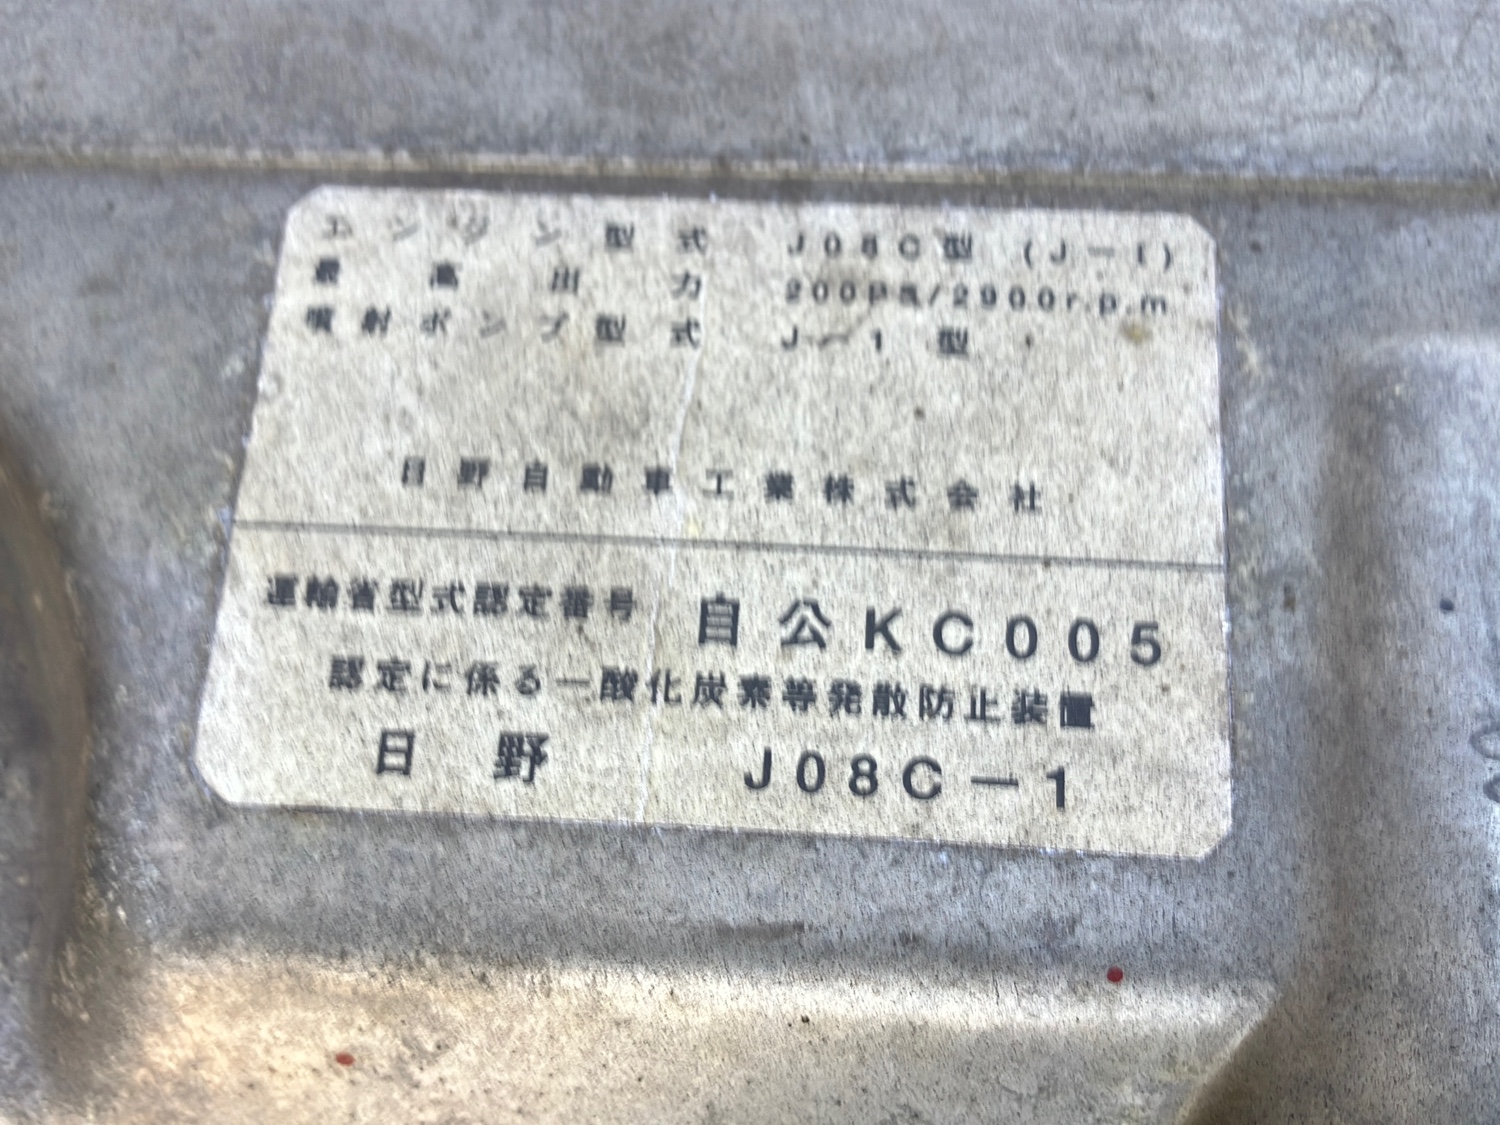 エンジン型式 J08C型 (J-I)
最高出力 200ps/2900r.p.m
噴射ポンプ型式 J-1型
日野自動車工業株式会社
運輸省型式認定番号 自公KC005
認定に係る一酸化炭素等発散防止装置
日野 J08C-1